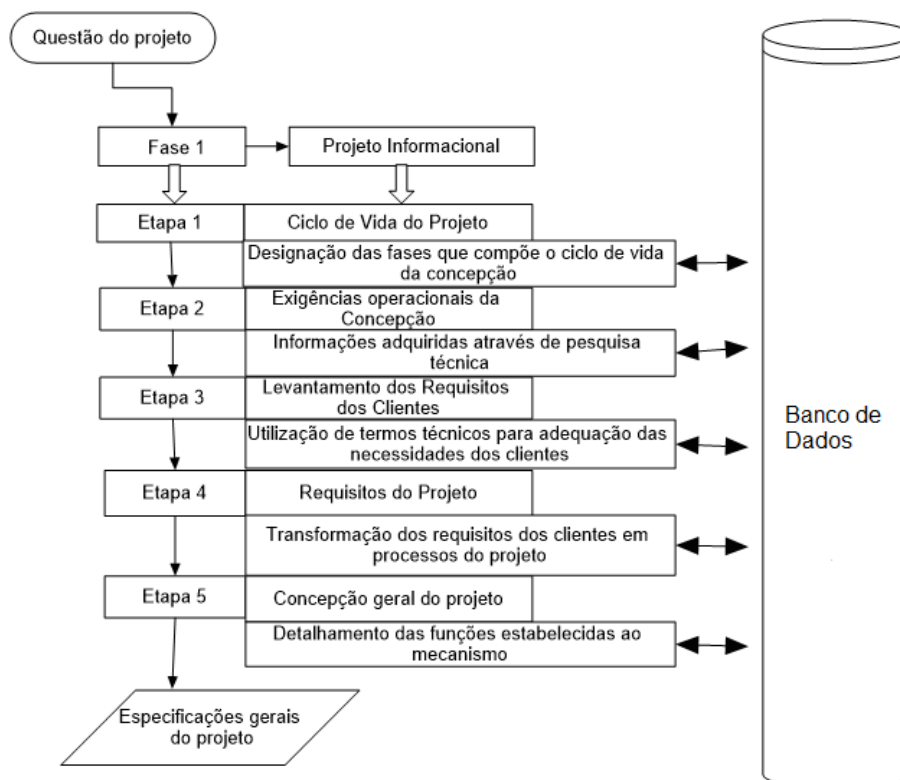 Questão do projeto
Fase 1
Projeto Informacional
Etapa 1
Ciclo de Vida do Projeto
Designação das fases que compõe o ciclo de vida
da concepção
Etapa 2
Exigências operacionais da
Concepção
Informações adquiridas através de pesquisa
técnica
Etapa 3
Levantamento dos Requisitos
dos Clientes
Utilização de termos técnicos para adequação das
necessidades dos clientes
Etapa 4
Requisitos do Projeto
Transformação dos requisitos dos clientes em
processos do projeto
Etapa 5
Concepção geral do projeto
Detalhamento das funções estabelecidas ao
mecanismo
Especificações gerais
do projeto
Banco de
Dados